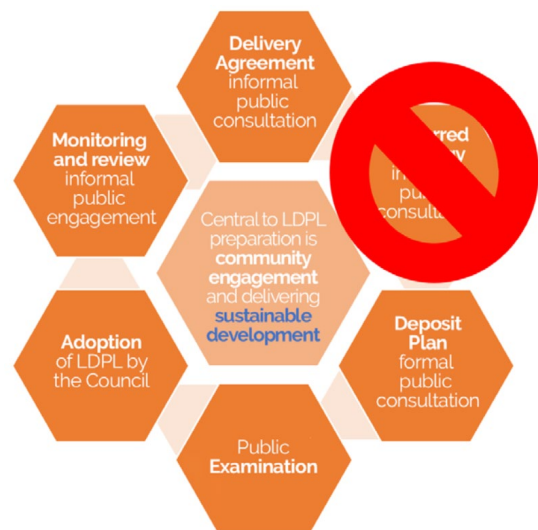 Delivery
Agreement
informal
public
consultation
Monitoring
and review
informal
public
engagement
Central to LDPL
preparation is
community
engagement
and delivering
sustainable
development
Deposit
Plan
formal
public
consultation
Adoption
of LDPL by
the Council
Public
Examination